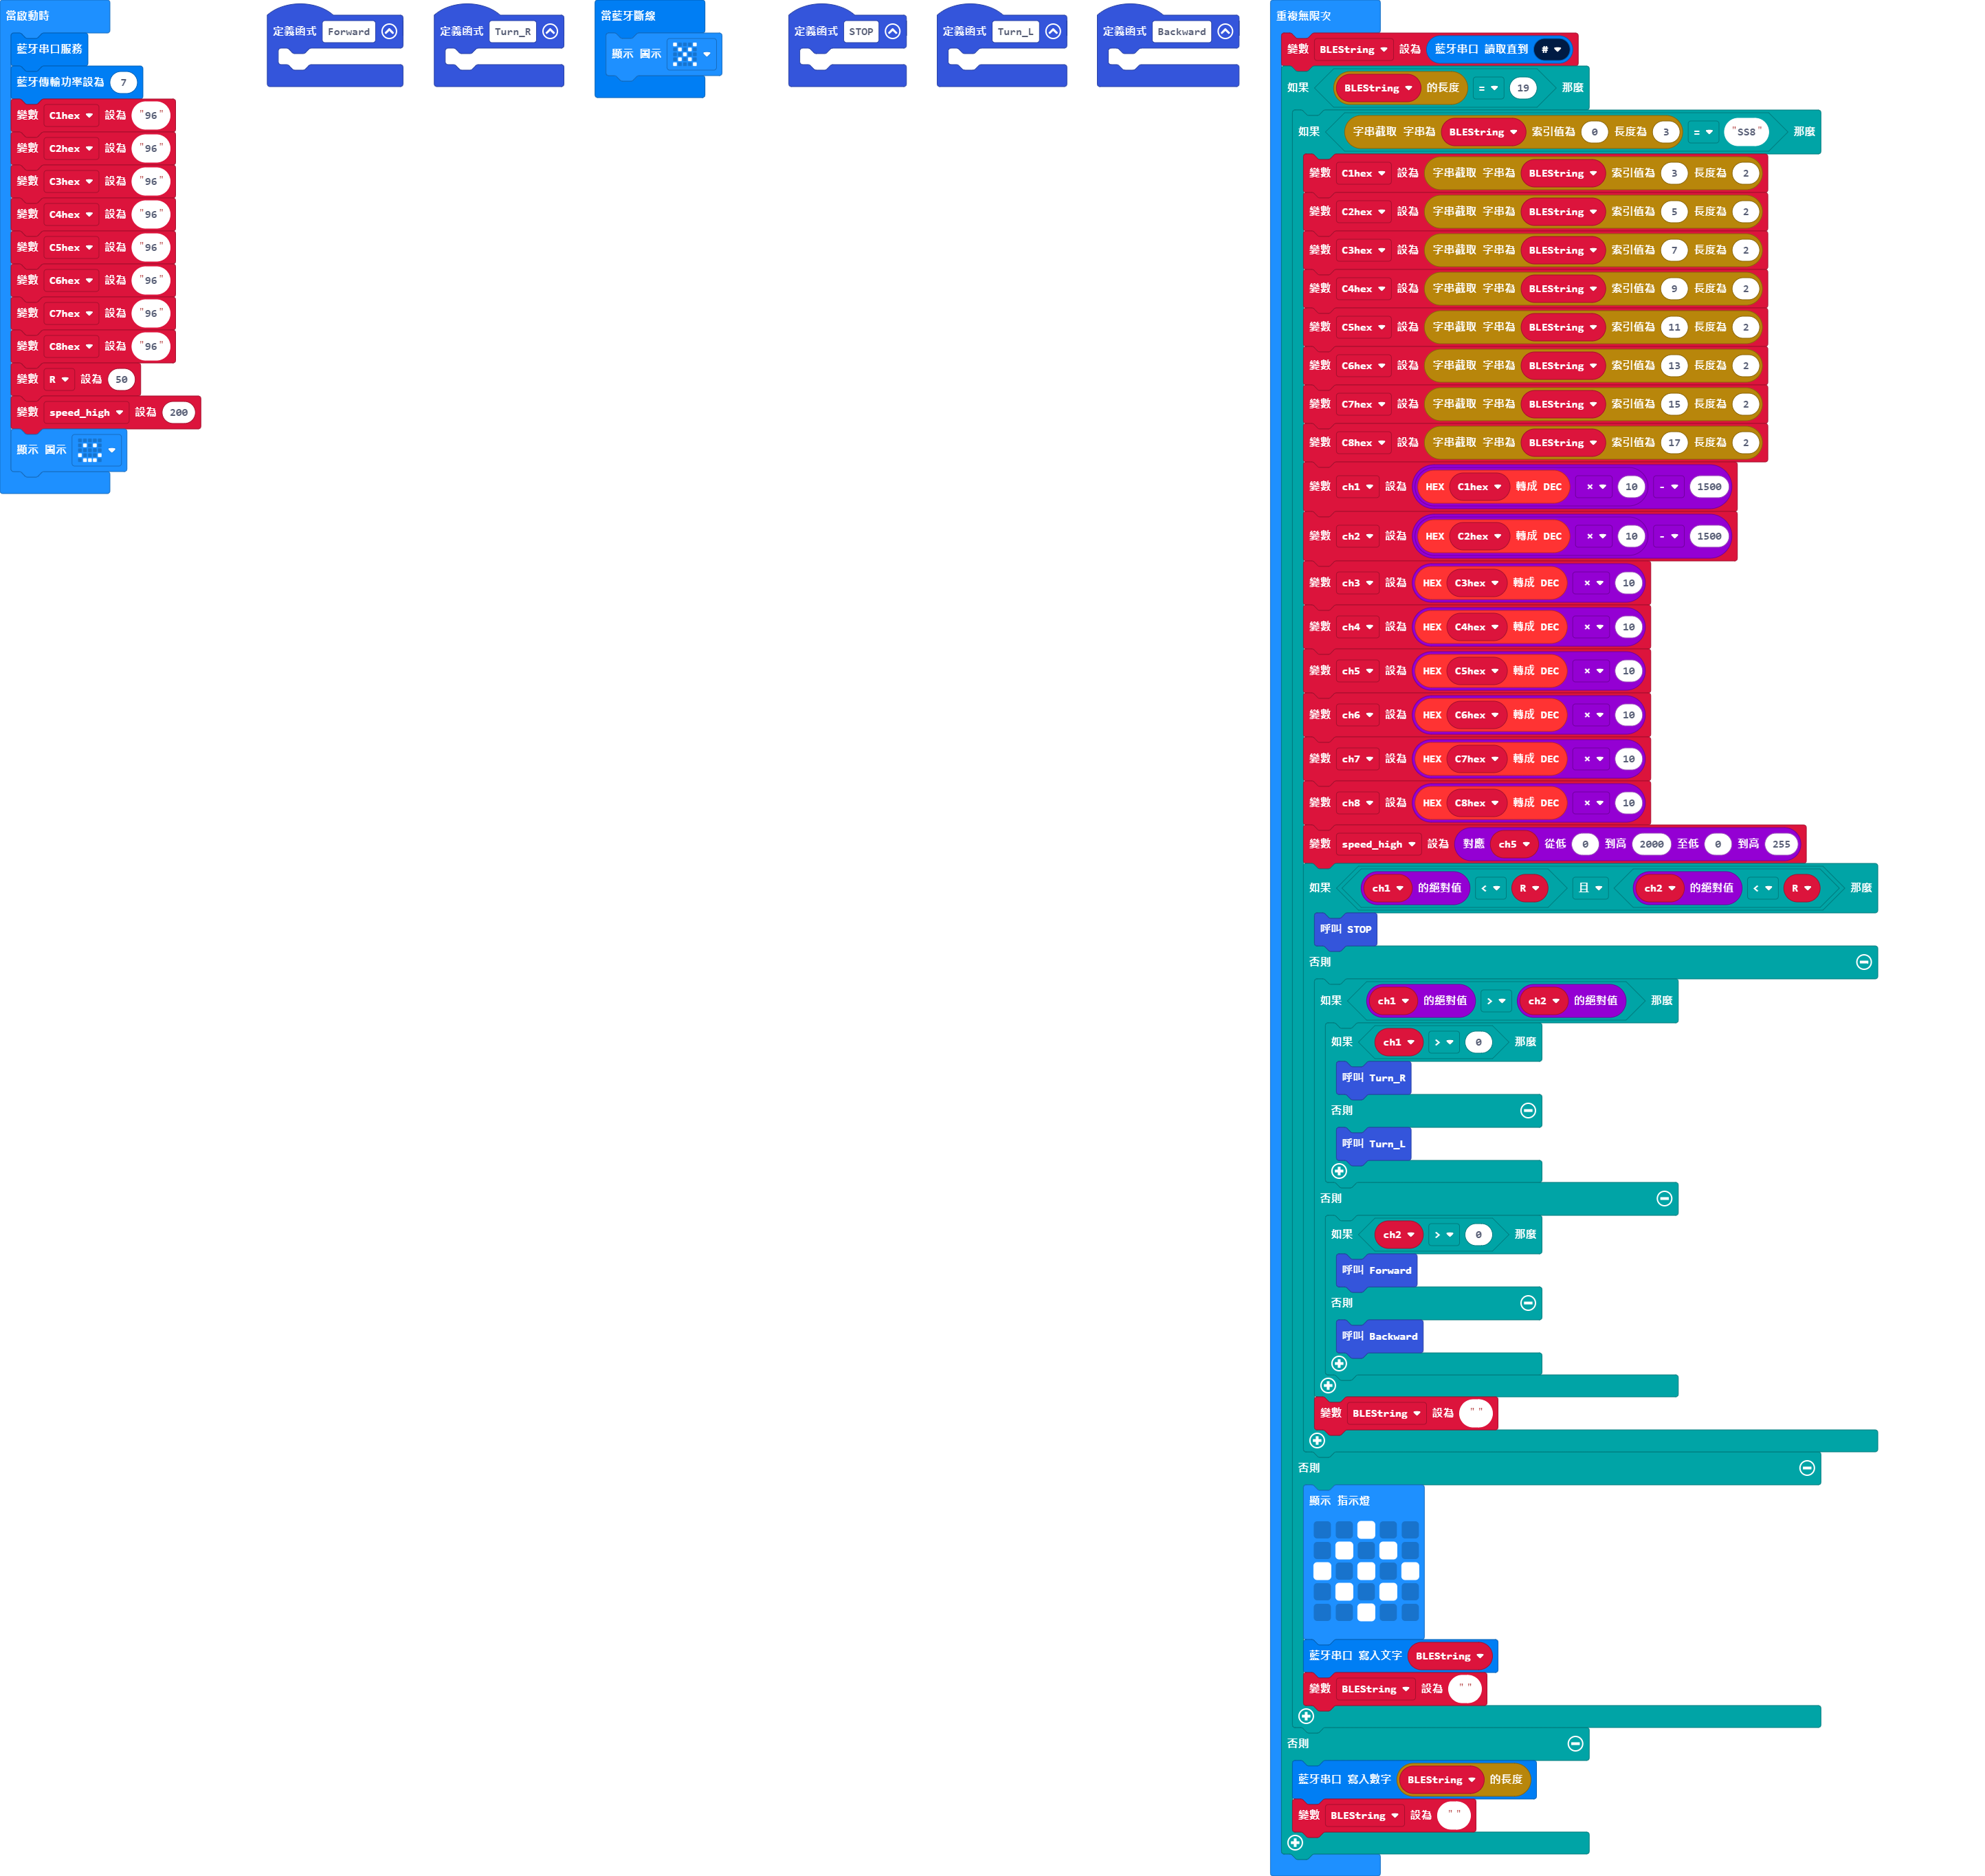 當啟動時
藍牙串口服務
藍牙傳輸功率設為 7
變數 C1hex 設為 "96"
變數 C2hex 設為 "96"
變數 C3hex 設為 "96"
變數 C4hex 設為 "96"
變數 C5hex 設為 "96"
變數 C6hex 設為 "96"
變數 C7hex 設為 "96"
變數 C8hex 設為 "96"
變數 R 設為 50
變數 speed_high 設為 200
顯示 圖示
定義函式 Forward
定義函式 Turn_R
當藍牙斷線
顯示 圖示
定義函式 STOP
定義函式 Turn_L
定義函式 Backward
重複無限次
變數 BLEString 設為 藍牙串口 讀取直到 #
如果 BLEString 的長度 = 19 那麼
如果 字串截取 字串為 BLEString 索引值為 0 長度為 3 = "SS8" 那麼
變數 C1hex 設為 字串截取 字串為 BLEString 索引值為 3 長度為 2
變數 C2hex 設為 字串截取 字串為 BLEString 索引值為 5 長度為 2
變數 C3hex 設為 字串截取 字串為 BLEString 索引值為 7 長度為 2
變數 C4hex 設為 字串截取 字串為 BLEString 索引值為 9 長度為 2
變數 C5hex 設為 字串截取 字串為 BLEString 索引值為 11 長度為 2
變數 C6hex 設為 字串截取 字串為 BLEString 索引值為 13 長度為 2
變數 C7hex 設為 字串截取 字串為 BLEString 索引值為 15 長度為 2
變數 C8hex 設為 字串截取 字串為 BLEString 索引值為 17 長度為 2
變數 ch1 設為 HEX C1hex 轉成 DEC × 10 - 1500
變數 ch2 設為 HEX C2hex 轉成 DEC × 10 - 1500
變數 ch3 設為 HEX C3hex 轉成 DEC × 10
變數 ch4 設為 HEX C4hex 轉成 DEC × 10
變數 ch5 設為 HEX C5hex 轉成 DEC × 10
變數 ch6 設為 HEX C6hex 轉成 DEC × 10
變數 ch7 設為 HEX C7hex 轉成 DEC × 10
變數 ch8 設為 HEX C8hex 轉成 DEC × 10
變數 speed_high 設為 對應 ch5 從低 0 到高 2000 至低 0 到高 255
如果 ch1 的絕對值 < R 且 ch2 的絕對值 < R 那麼
呼叫 STOP
否則
如果 ch1 的絕對值 > ch2 的絕對值 那麼
如果 ch1 > 0 那麼
呼叫 Turn_R
否則
呼叫 Turn_L
否則
如果 ch2 > 0 那麼
呼叫 Forward
否則
呼叫 Backward
變數 BLEString 設為 ""
否則
顯示 指示燈
藍牙串口 寫入文字 BLEString
變數 BLEString 設為 ""
否則
藍牙串口 寫入數字 BLEString 的長度
變數 BLEString 設為 ""